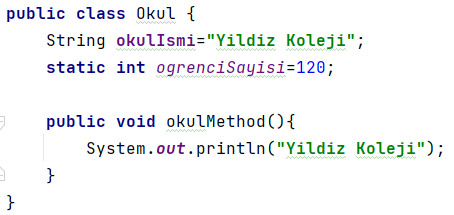 public class Okul {
String okulIsmi="Yildiz Koleji";
static int ogrenciSayisi=120;
public void okulMethod(){
System.out.println("Yildiz Koleji");
}
}